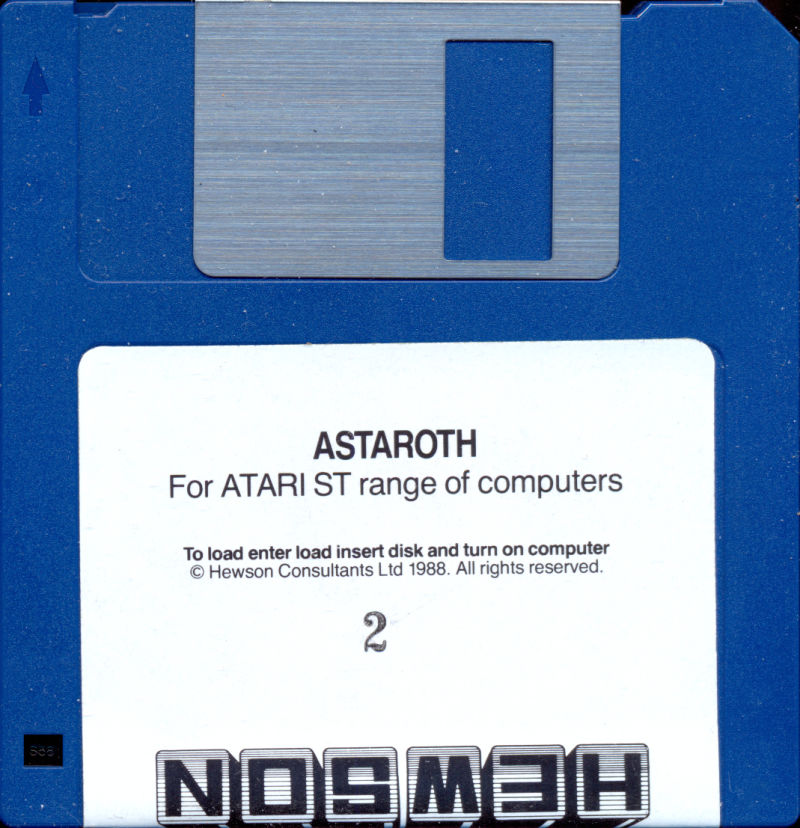 ASTAROTH
For ATARI ST range of computers
To load enter load insert disk and turn on computer
© Hewson Consultants Ltd 1988. All rights reserved.
2
HEWSON